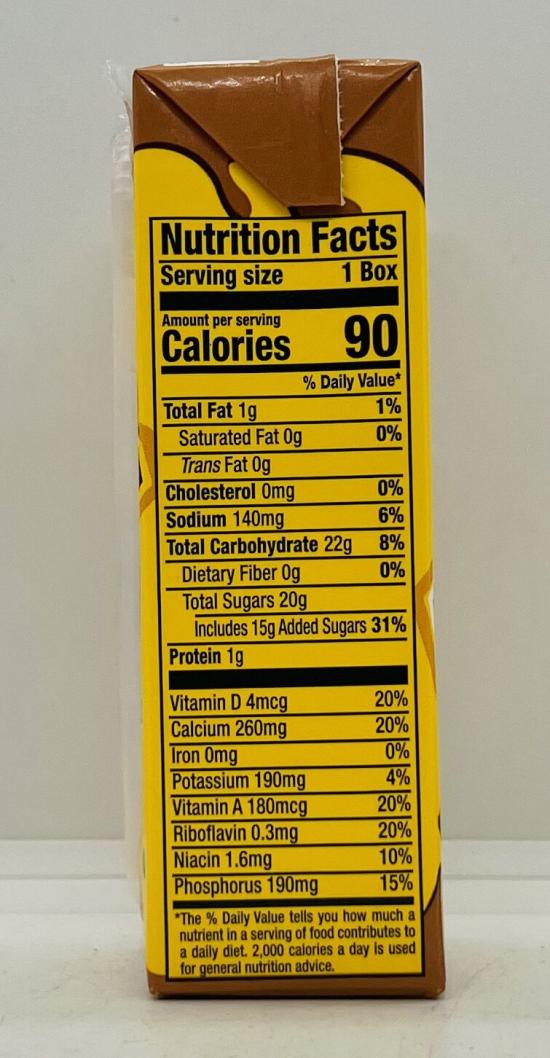 Nutrition Facts
Serving size 1 Box
Amount per serving
Calories 90
% Daily Value*
Total Fat 1g 1%
Saturated Fat 0g 0%
Trans Fat 0g
Cholesterol 0mg 0%
Sodium 140mg 6%
Total Carbohydrate 22g 8%
Dietary Fiber 0g 0%
Total Sugars 20g
Includes 15g Added Sugars 31%
Protein 1g
Vitamin D 4mcg 20%
Calcium 260mg 20%
Iron 0mg 0%
Potassium 190mg 4%
Vitamin A 180mcg 20%
Riboflavin 0.3mg 20%
Niacin 1.6mg 10%
Phosphorus 190mg 15%
*The % Daily Value tells you how much a
nutrient in a serving of food contributes to
a daily diet. 2,000 calories a day is used
for general nutrition advice.